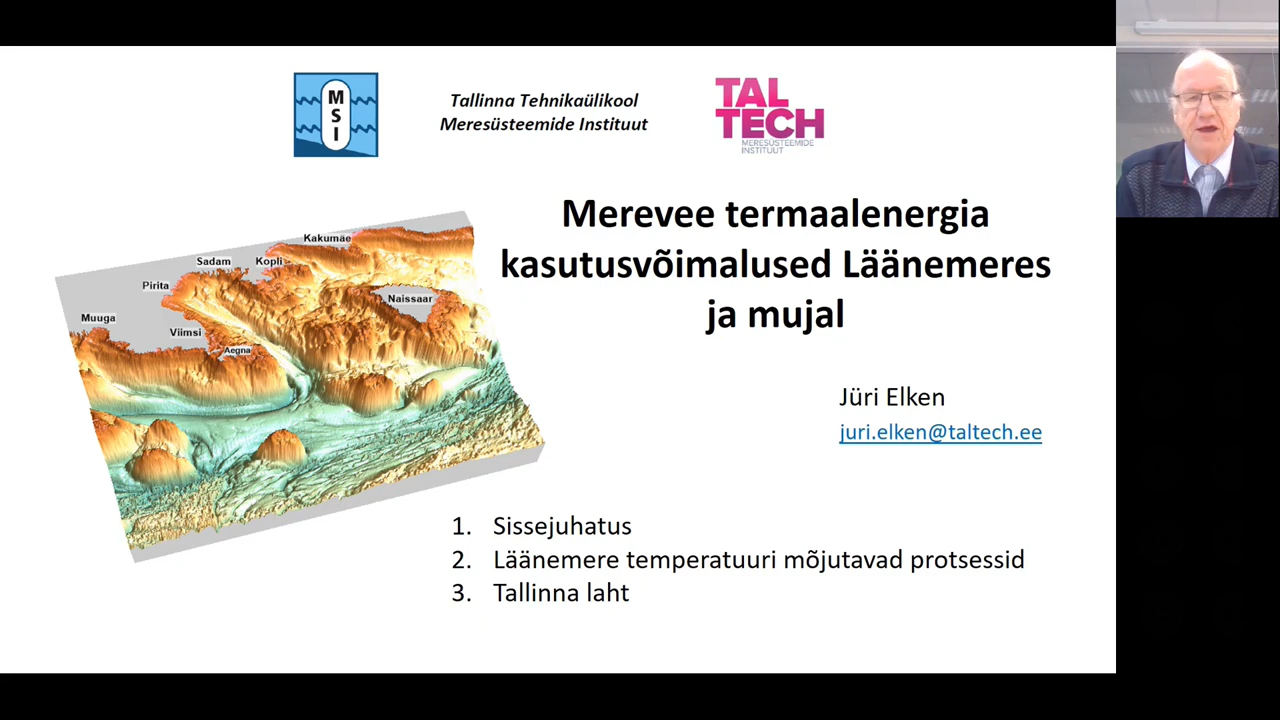 MSI
Tallinna Tehnikaülikool
Meresüsteemide Instituut
TAL
TECH
MERESÜSTEEMIDE
INSTITUUT
Merevee termaalenergia
kasutusvõimalused Läänemeres
ja mujal
Kakumäe
Sadam
Kopli
Pirita
Naissaar
Muuga
Viimsi
Aegna
Jüri Elken
juri.elken@taltech.ee
1. Sissejuhatus
2. Läänemere temperatuuri mõjutavad protsessid
3. Tallinna laht